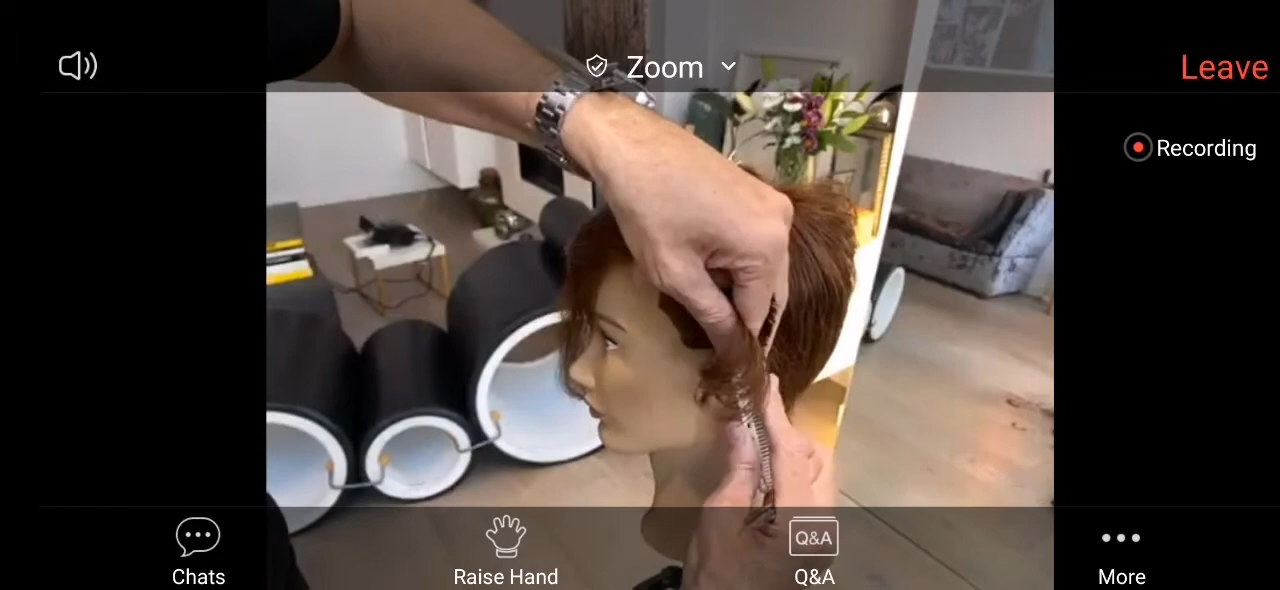 Zoom
Leave
Recording
Chats
Raise Hand
Q&A
Q&A
More